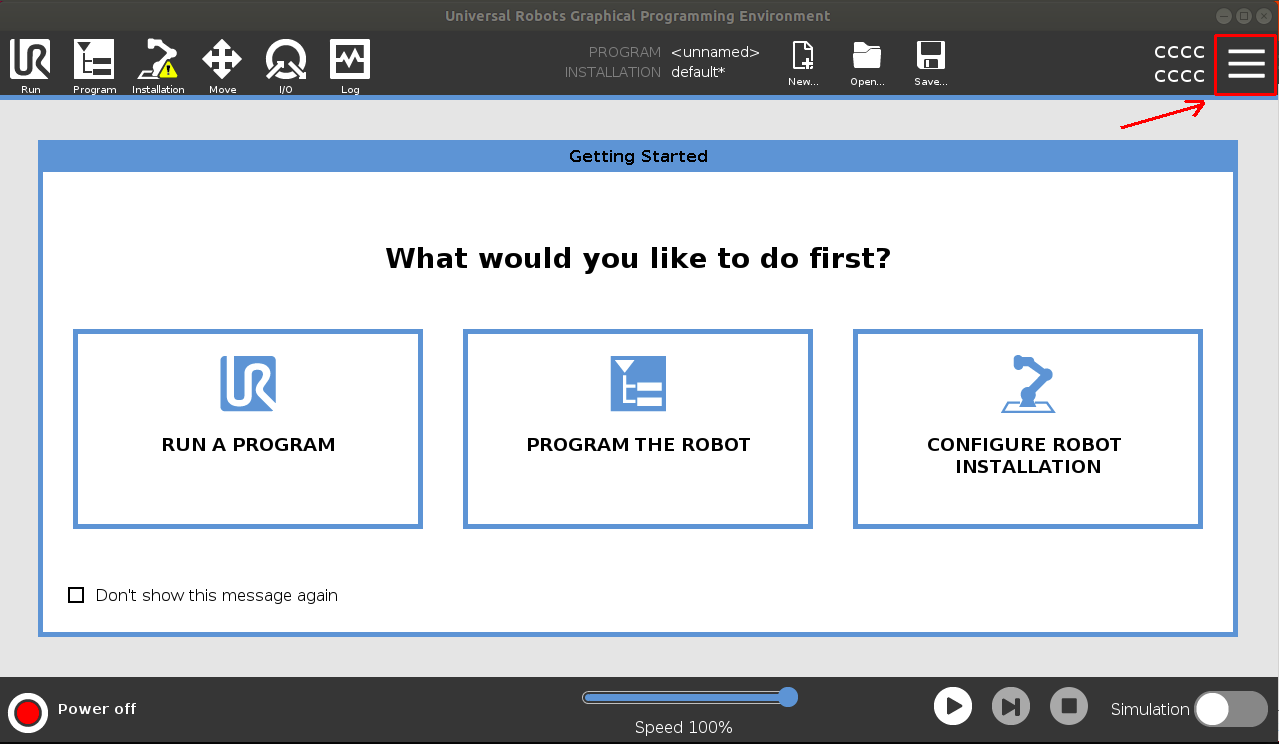 Universal Robots Graphical Programming Environment
PROGRAM <unnamed>
INSTALLATION default*
CCCC
CCCC
Run
Program
Installation
Move
I/O
Log
New...
Open...
Save...
Getting Started
What would you like to do first?
RUN A PROGRAM
PROGRAM THE ROBOT
CONFIGURE ROBOT
INSTALLATION
Don't show this message again
Power off
Speed 100%
Simulation